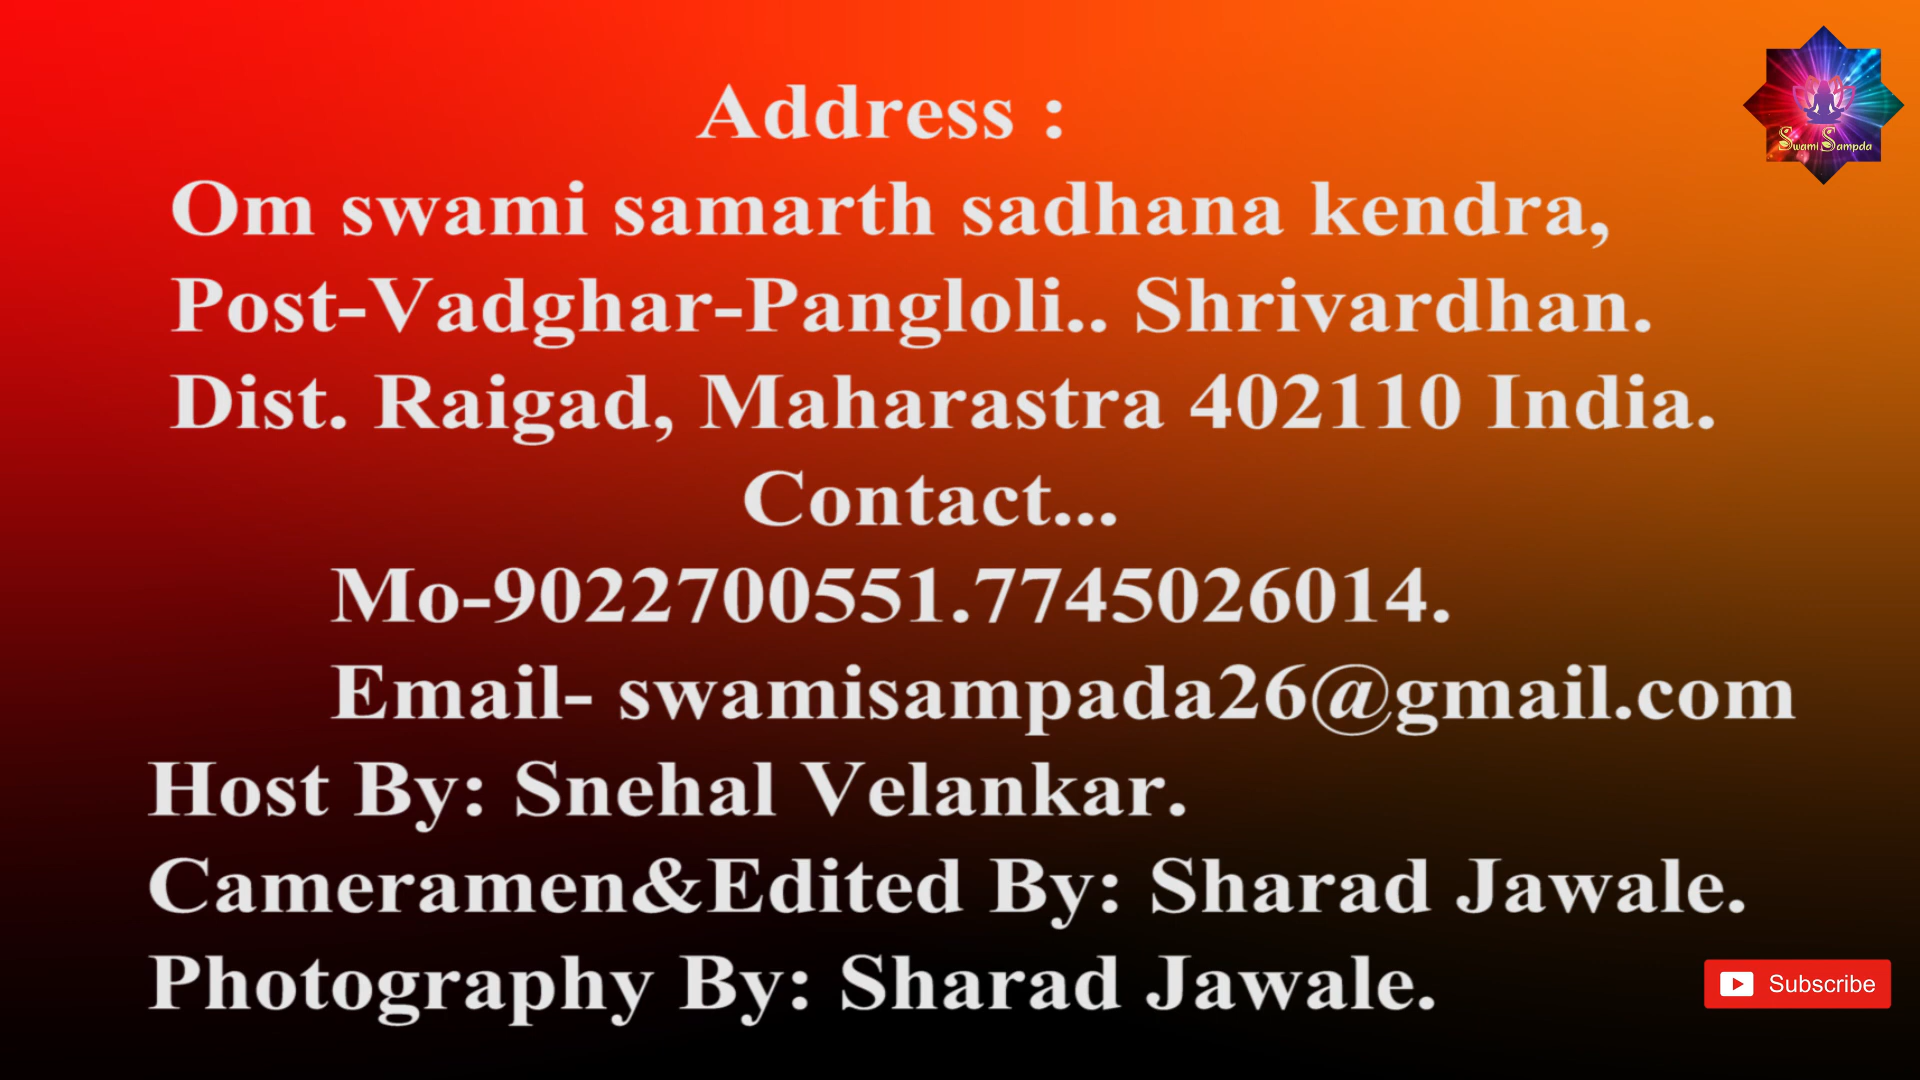 Address :
Om swami samarth sadhana kendra,
Post-Vadghar-Pangloli.. Shrivardhan.
Dist. Raigad, Maharastra 402110 India.
Contact...
Mo-9022700551.7745026014.
Email- swamisampada26@gmail.com
Host By: Snehal Velankar.
Cameramen&Edited By: Sharad Jawale.
Photography By: Sharad Jawale.
Swami Sampda
Subscribe